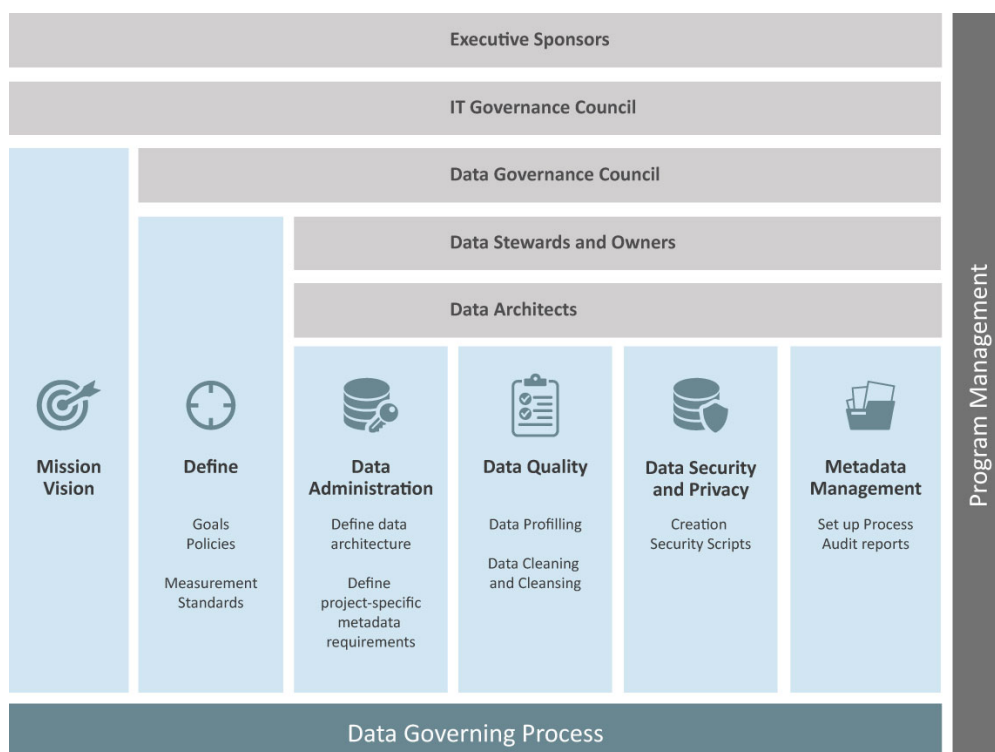 Executive Sponsors
IT Governance Council
Data Governance Council
Data Stewards and Owners
Data Architects
Mission
Vision
Define
Goals
Policies
Measurement
Standards
Data
Administration
Define data
architecture
Define
project-specific
metadata
requirements
Data Quality
Data Profilling
Data Cleaning
and Cleansing
Data Security
and Privacy
Creation
Security Scripts
Metadata
Management
Set up Process
Audit reports
Program Management
Data Governing Process